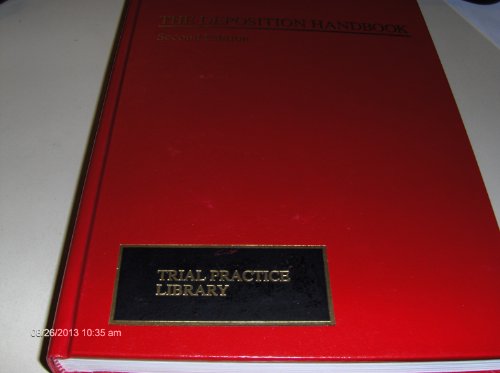 THE DEPOSITION HANDBOOK
Second Edition
TRIAL PRACTICE
LIBRARY
08/26/2013 10:35 am